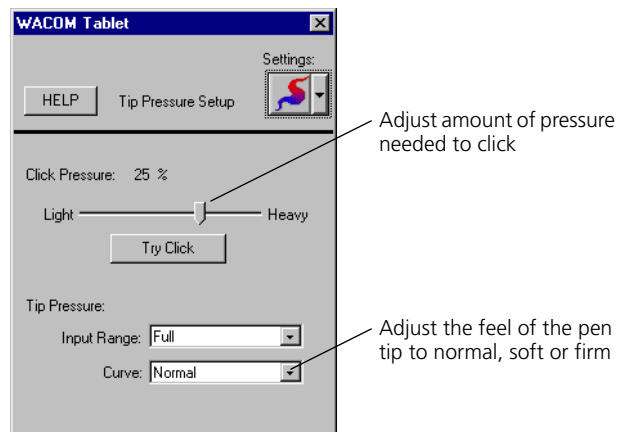 WACOM Tablet
Settings:
HELP Tip Pressure Setup
Adjust amount of pressure
needed to click
Click Pressure: 25 %
Light Heavy
Try Click
Tip Pressure:
Input Range: Full
Curve: Normal
Adjust the feel of the pen
tip to normal, soft or firm